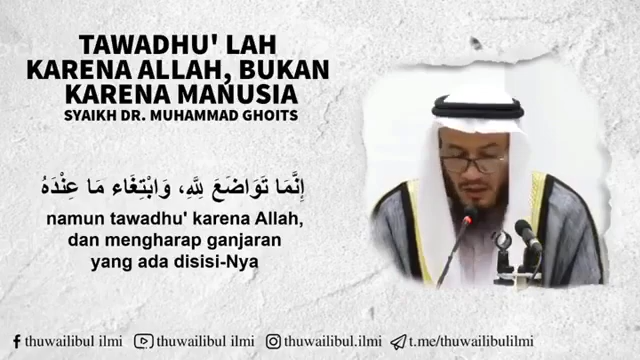 TAWADHU' LAH
KARENA ALLAH, BUKAN
KARENA MANUSIA
SYAIKH DR. MUHAMMAD GHOITS
إِنَّمَا تَوَاضَعَ لِلَّهِ، وَابْتِغَاء مَا عِنْدَهُ
namun tawadhu' karena Allah,
dan mengharap ganjaran
yang ada disisi-Nya
thuwailibul ilmi thuwailibul ilmi thuwailibul.ilmi t.me/thuwailibulilmi